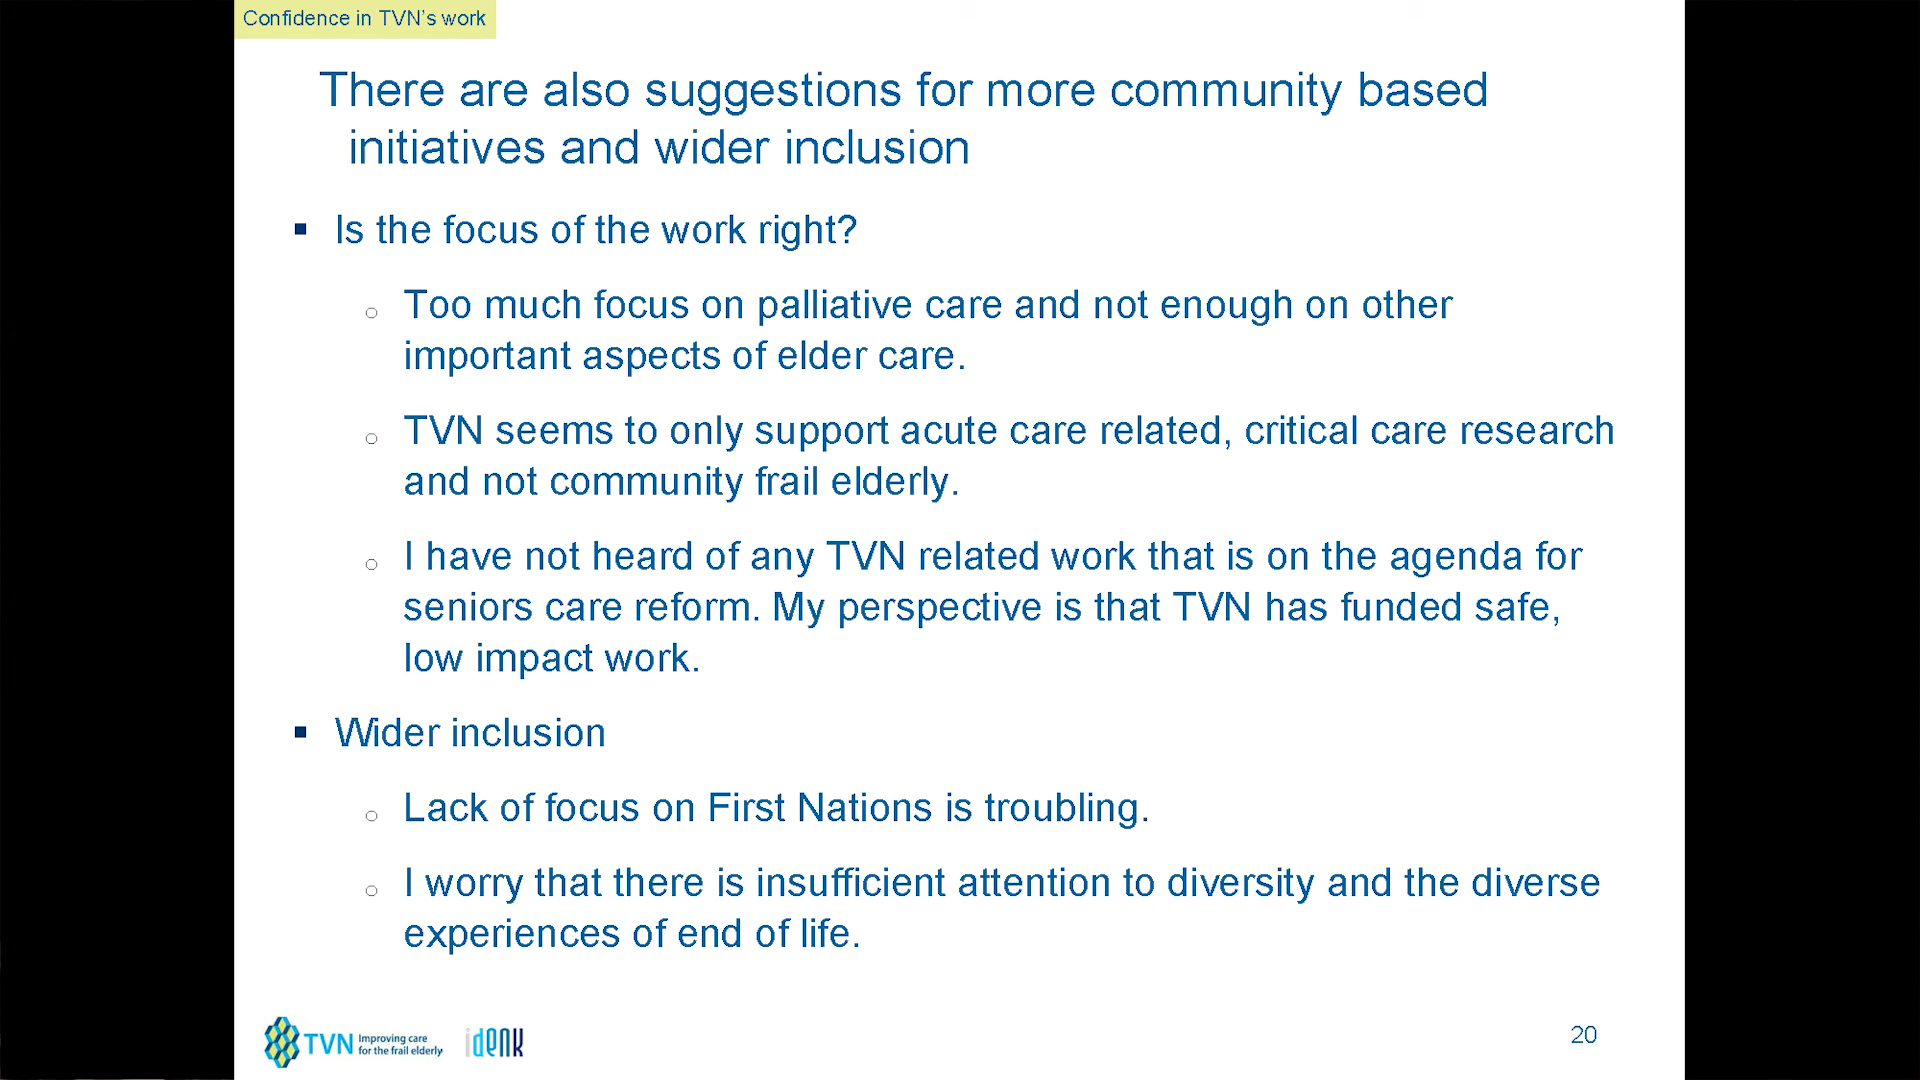 Confidence in TVN's work
There are also suggestions for more community based
initiatives and wider inclusion
▪ Is the focus of the work right?
o Too much focus on palliative care and not enough on other
important aspects of elder care.
o TVN seems to only support acute care related, critical care research
and not community frail elderly.
o I have not heard of any TVN related work that is on the agenda for
seniors care reform. My perspective is that TVN has funded safe,
low impact work.
▪ Wider inclusion
o Lack of focus on First Nations is troubling.
o I worry that there is insufficient attention to diversity and the diverse
experiences of end of life.
TVN Improving care
for the frail elderly
idenk
20